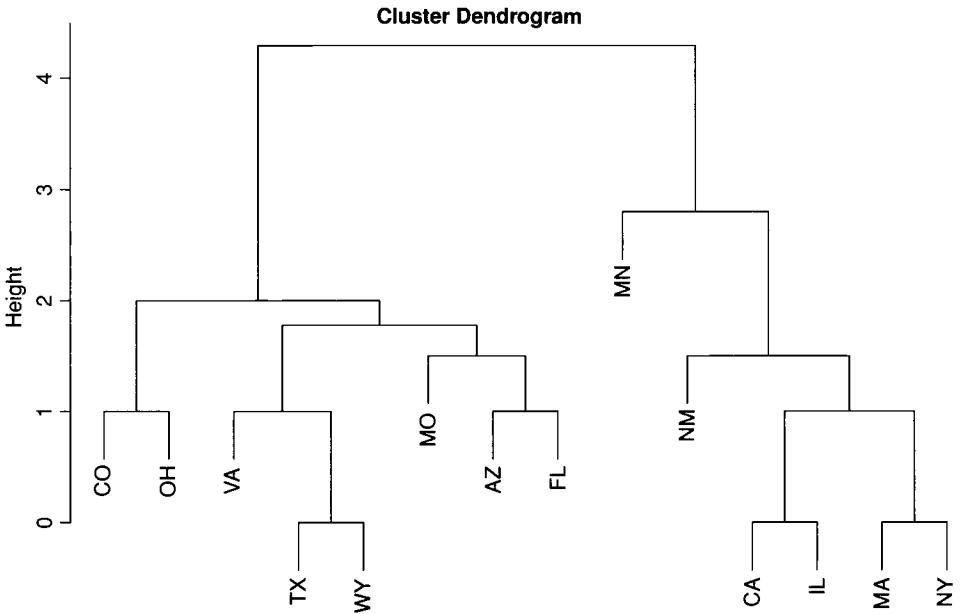 Cluster Dendrogram
Height
4
3
2
1
0
CO
OH
VA
TX
WY
MO
AZ
FL
MN
NM
CA
IL
MA
NY